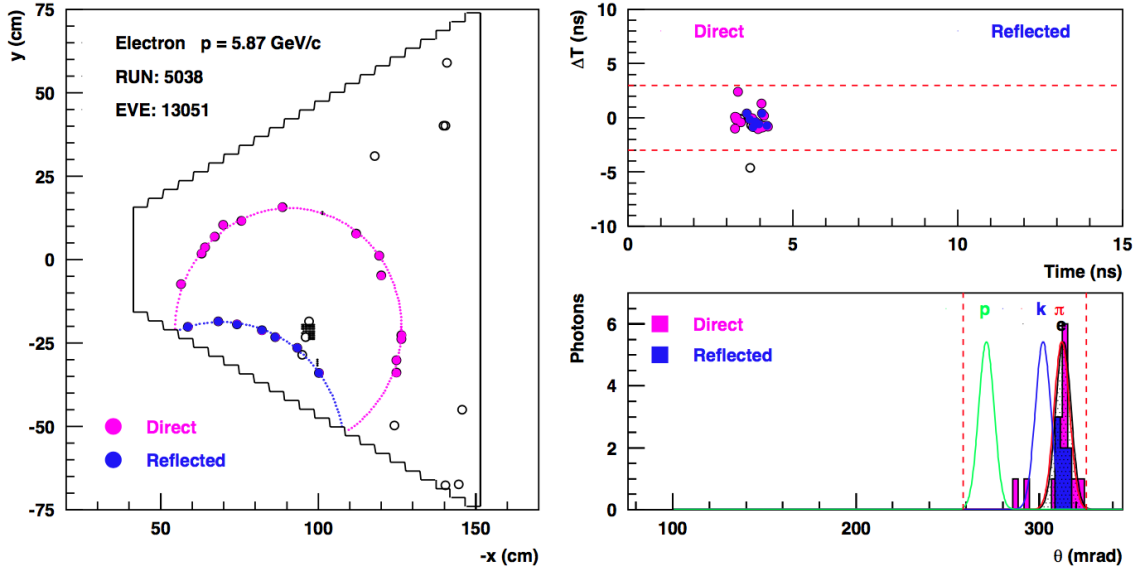 y (cm)
75
50
25
0
-25
-50
-75
Electron p = 5.87 GeV/c
RUN: 5038
EVE: 13051
Direct
Reflected
50
100
150
-x (cm)
ΔT (ns)
10
5
0
-5
-10
Direct
Reflected
0
5
10
15
Time (ns)
Photons
6
4
2
0
Direct
Reflected
p
k
π
e
100
200
300
θ (mrad)